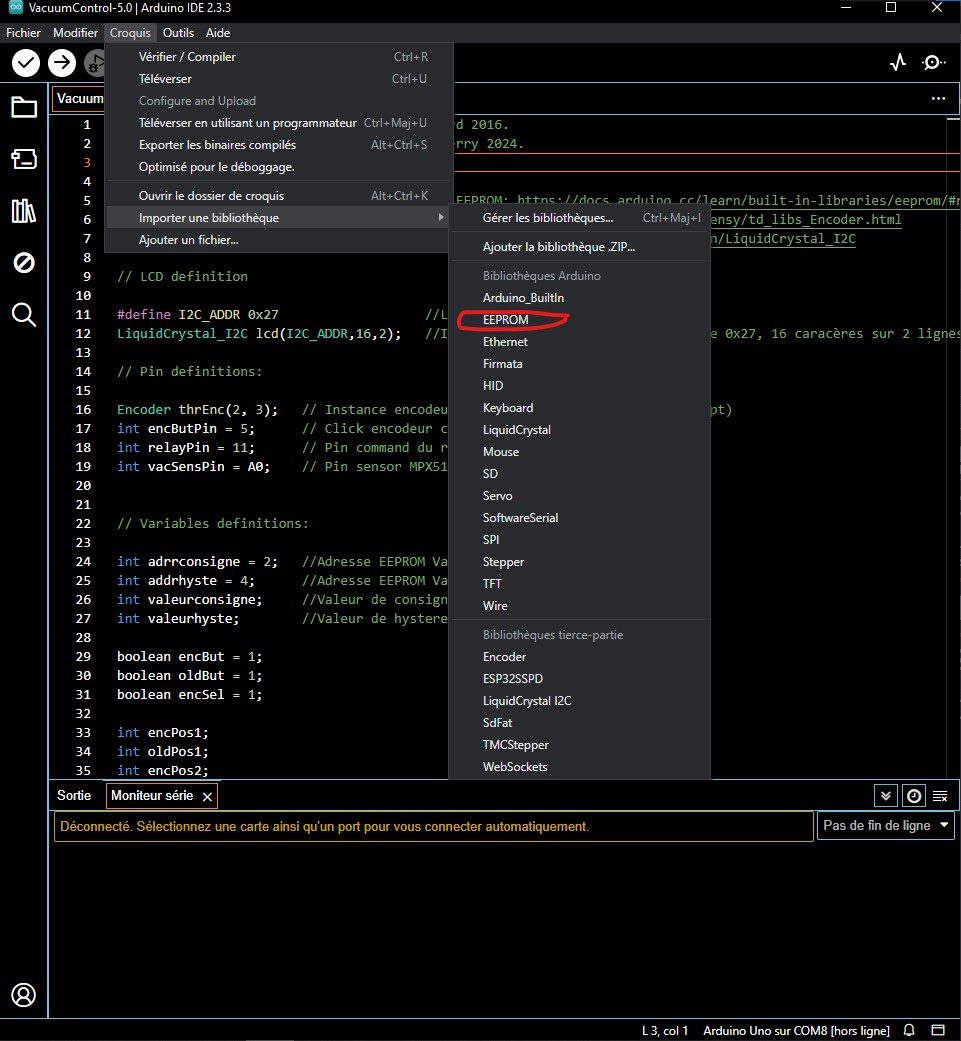 VacuumControl-5.0 | Arduino IDE 2.3.3
Fichier Modifier Croquis Outils Aide
Vérifier / Compiler Ctrl+R
Téléverser Ctrl+U
Configure and Upload
Téléverser en utilisant un programmateur Ctrl+Maj+U
Exporter les binaires compilés Alt+Ctrl+S
Optimisé pour le déboggage.
Ouvrir le dossier de croquis Alt+Ctrl+K
Importer une bibliothèque
Ajouter un fichier...
Gérer les bibliothèques... Ctrl+Maj+I
Ajouter la bibliothèque .ZIP...
Bibliothèques Arduino
Arduino_BuiltIn
EEPROM
Ethernet
Firmata
HID
Keyboard
LiquidCrystal
Mouse
SD
Servo
SoftwareSerial
SPI
Stepper
TFT
Wire
Bibliothèques tierce-partie
Encoder
ESP32SSPD
LiquidCrystal I2C
SdFat
TMCStepper
WebSockets
Vacuum
1 rd 2016.
2 erry 2024.
3
4
5 EEPROM: https://docs.arduino.cc/learn/built-in-libraries/eeprom/#r
6 ensy/td_libs_Encoder.html
7 n/LiquidCrystal_I2C
8
9 // LCD definition
10
11 #define I2C_ADDR 0x27 //L
12 LiquidCrystal_I2C lcd(I2C_ADDR,16,2); //I e 0x27, 16 caracères sur 2 lignes
13
14 // Pin definitions:
15
16 Encoder thrEnc(2, 3); // Instance encodeu pt)
17 int encButPin = 5; // Click encodeur c
18 int relayPin = 11; // Pin command du r
19 int vacSensPin = A0; // Pin sensor MPX51
20
21
22 // Variables definitions:
23
24 int adrrconsigne = 2; //Adresse EEPROM Va
25 int addrhyste = 4; //Adresse EEPROM Va
26 int valeurconsigne; //Valeur de consign
27 int valeurhyste; //Valeur de hystere
28
29 boolean encBut = 1;
30 boolean oldBut = 1;
31 boolean encSel = 1;
32
33 int encPos1;
34 int oldPos1;
35 int encPos2;
Sortie Moniteur série
Déconnecté. Sélectionnez une carte ainsi qu'un port pour vous connecter automatiquement.
Pas de fin de ligne
L 3, col 1 Arduino Uno sur COM8 [hors ligne]